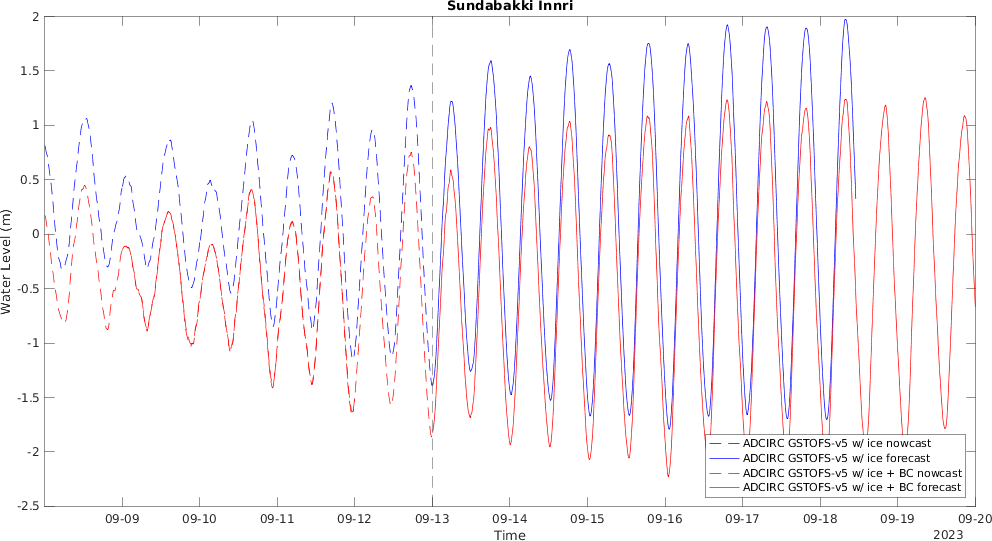 Sundabakki Innri
2
1.5
1
0.5
0
-0.5
-1
-1.5
-2
-2.5
Water Level (m)
ADCIRC GSTOFS-v5 w/ ice nowcast
ADCIRC GSTOFS-v5 w/ ice forecast
ADCIRC GSTOFS-v5 w/ ice + BC nowcast
ADCIRC GSTOFS-v5 w/ ice + BC forecast
09-09 09-10 09-11 09-12 09-13 09-14 09-15 09-16 09-17 09-18 09-19 09-20
Time
2023